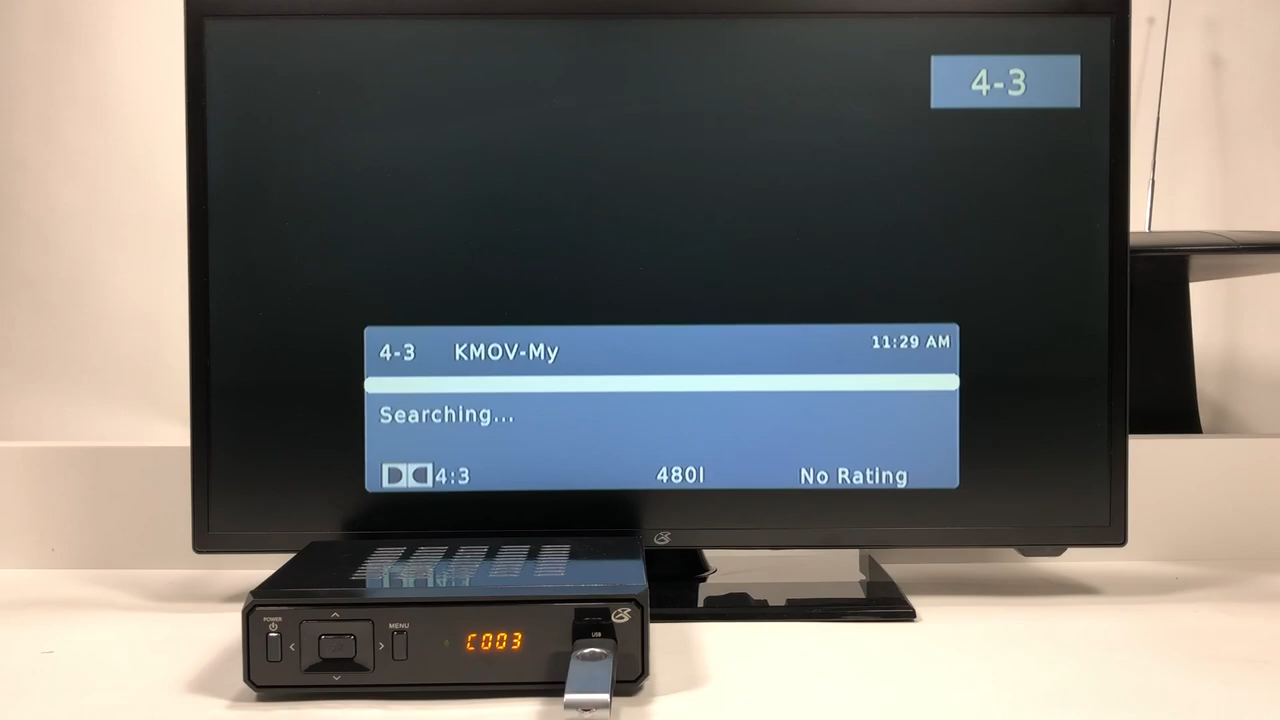 4-3
4-3 KMOV-My 11:29 AM
Searching...
4:3 480I No Rating
POWER
MENU
C003
USB